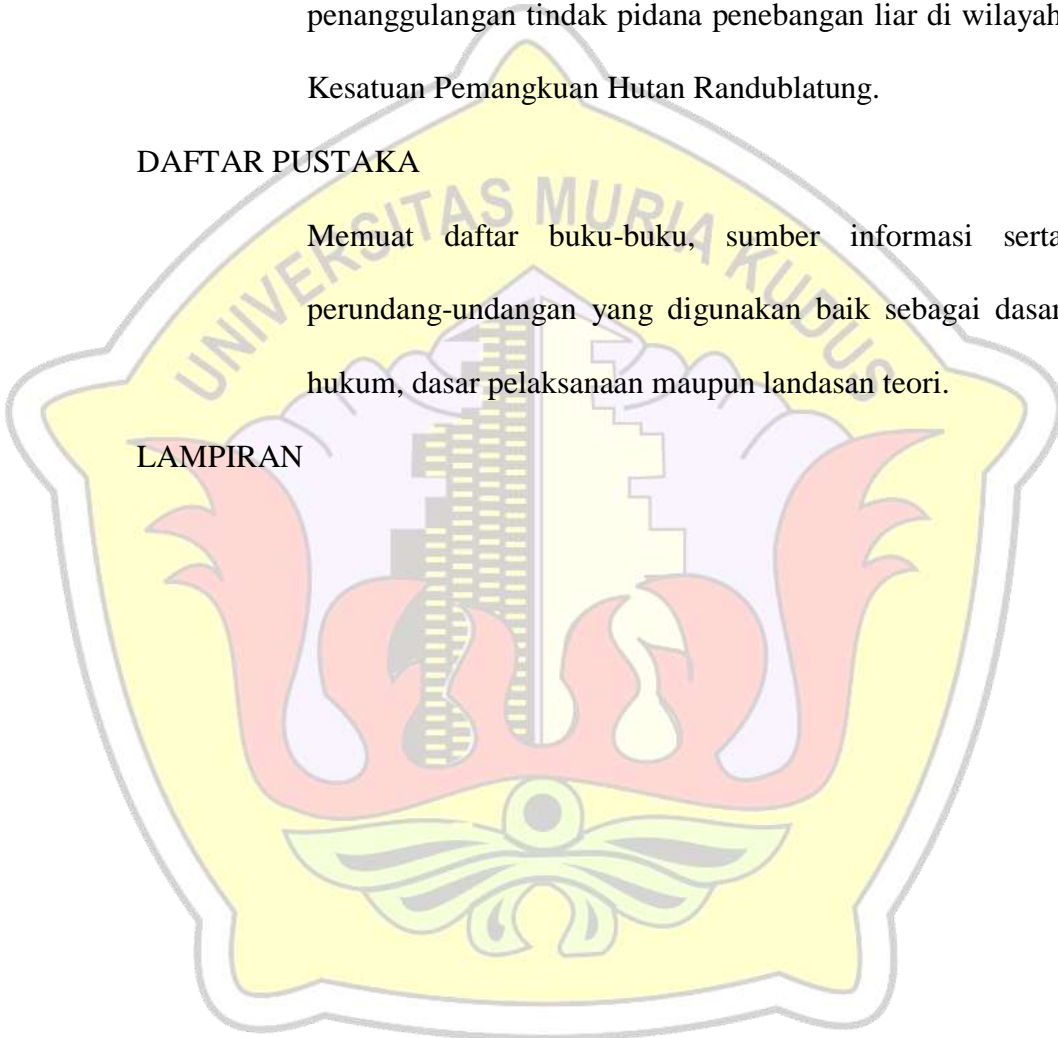 penanggulangan tindak pidana penebangan liar di wilayah
Kesatuan Pemangkuan Hutan Randublatung.
DAFTAR PUSTAKA
UNIVERSITAS MURIA KUDUS
Memuat daftar buku-buku, sumber informasi serta
perundang-undangan yang digunakan baik sebagai dasar
hukum, dasar pelaksanaan maupun landasan teori.
LAMPIRAN